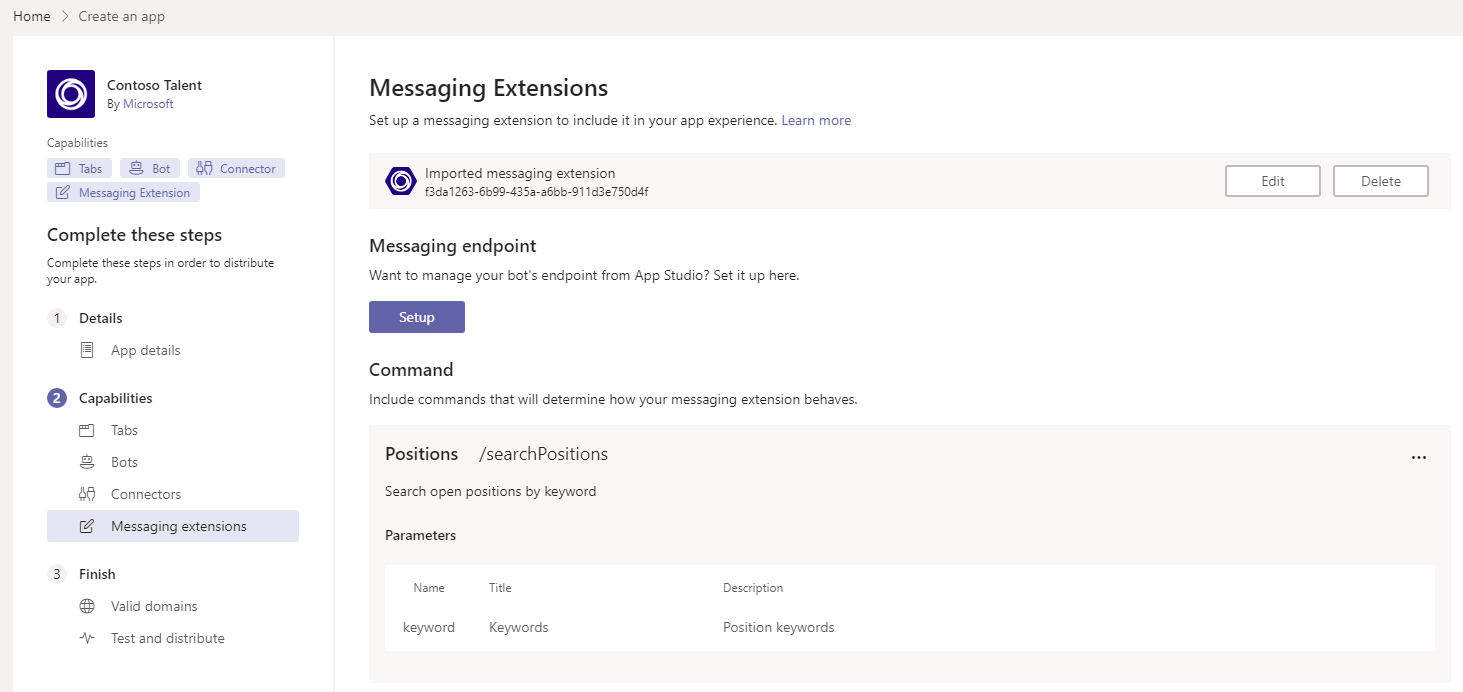 Home > Create an app
Contoso Talent
By Microsoft
Capabilities
Tabs Bot Connector
Messaging Extension
Complete these steps
Complete these steps in order to distribute
your app.
1 Details
App details
2 Capabilities
Tabs
Bots
Connectors
Messaging extensions
3 Finish
Valid domains
Test and distribute
Messaging Extensions
Set up a messaging extension to include it in your app experience. Learn more
Imported messaging extension
f3da1263-6b99-435a-a6bb-911d3e750d4f
Edit Delete
Messaging endpoint
Want to manage your bot's endpoint from App Studio? Set it up here.
Setup
Command
Include commands that will determine how your messaging extension behaves.
Positions /searchPositions
...
Search open positions by keyword
Parameters
Name Title Description
keyword Keywords Position keywords